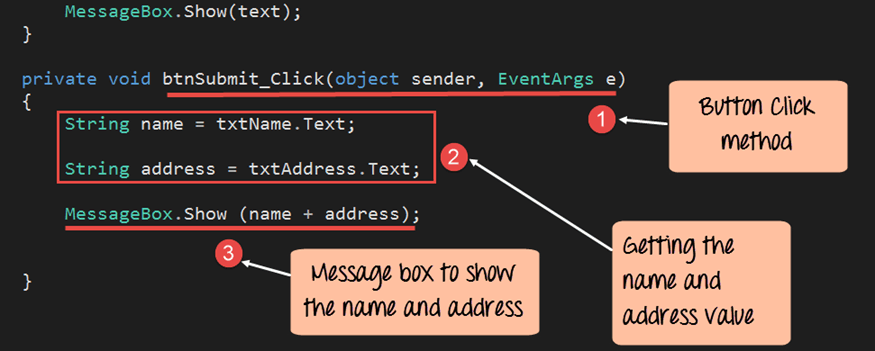 MessageBox.Show(text);
}
private void btnSubmit_Click(object sender, EventArgs e)
{
String name = txtName.Text;
String address = txtAddress.Text;
MessageBox.Show (name + address);
}
1
Button Click
method
2
Getting the
name and
address value
3
Message box to show
the name and address